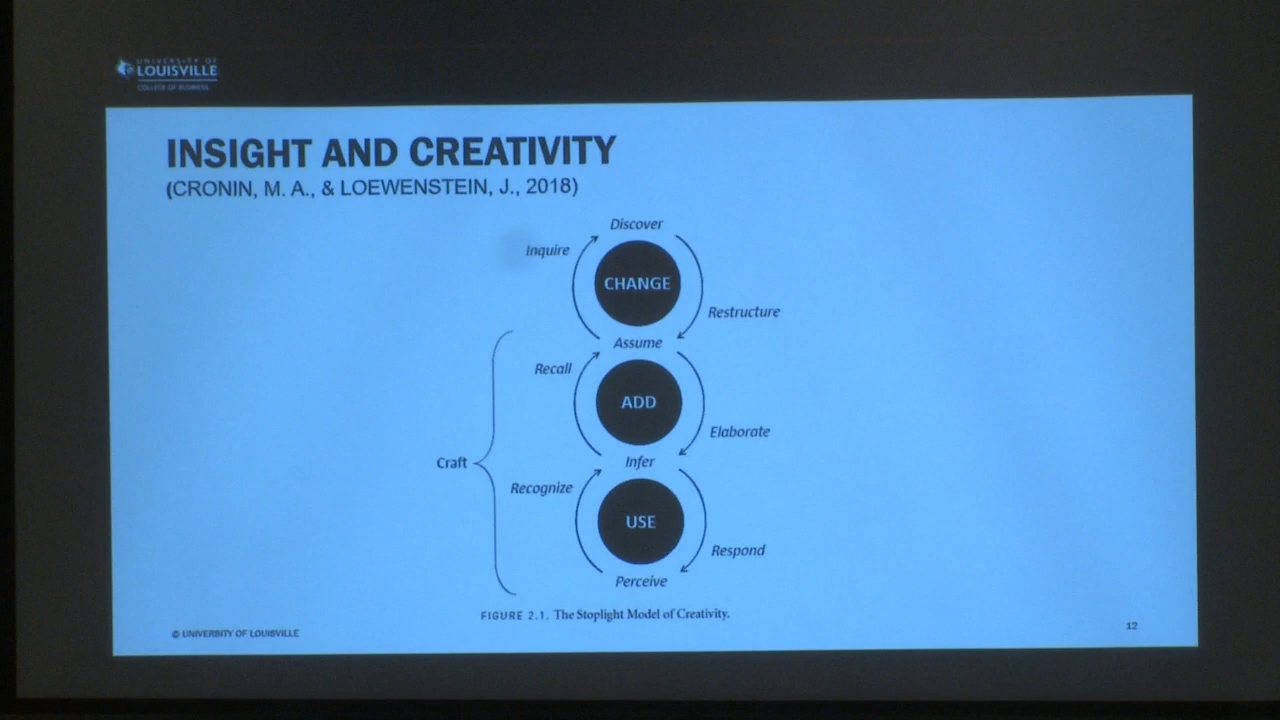 UNIVERSITY OF
LOUISVILLE
COLLEGE OF BUSINESS
INSIGHT AND CREATIVITY
(CRONIN, M. A., & LOEWENSTEIN, J., 2018)
Discover
Inquire
CHANGE
Restructure
Assume
Recall
ADD
Elaborate
Craft
Infer
Recognize
USE
Respond
Perceive
FIGURE 2.1. The Stoplight Model of Creativity.
© UNIVERSITY OF LOUISVILLE
12